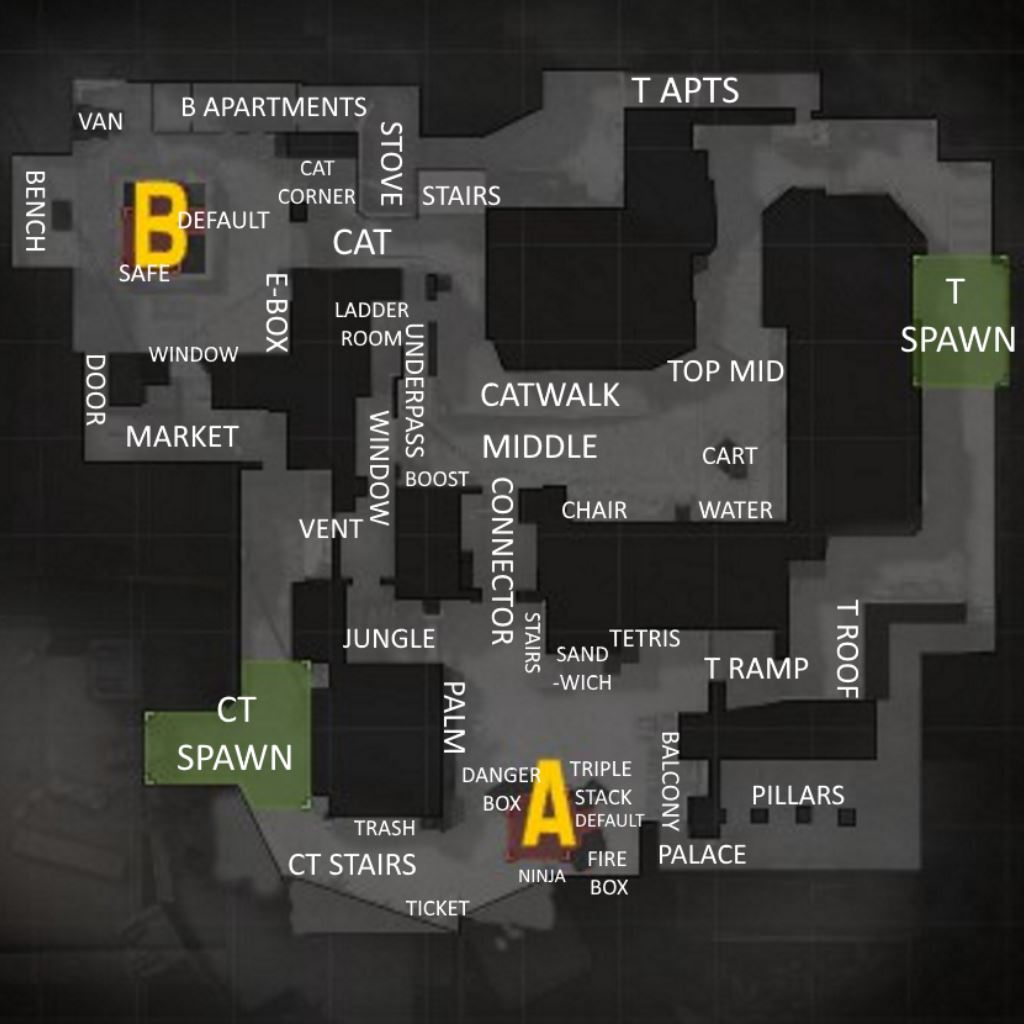 T APTS
B APARTMENTS
VAN
STOVE
CAT
CORNER
STAIRS
BENCH
B
DEFAULT
CAT
SAFE
E-BOX
T
SPAWN
LADDER
ROOM
UNDERPASS
WINDOW
DOOR
TOP MID
CATWALK
MARKET
WINDOW
MIDDLE
CART
BOOST
CONNECTOR
CHAIR
WATER
VENT
JUNGLE
STAIRS
TETRIS
SAND
-WICH
T RAMP
T ROOF
PALM
CT
SPAWN
BALCONY
DANGER
BOX
A
TRIPLE
STACK
DEFAULT
PILLARS
TRASH
CT STAIRS
PALACE
FIRE
BOX
NINJA
TICKET